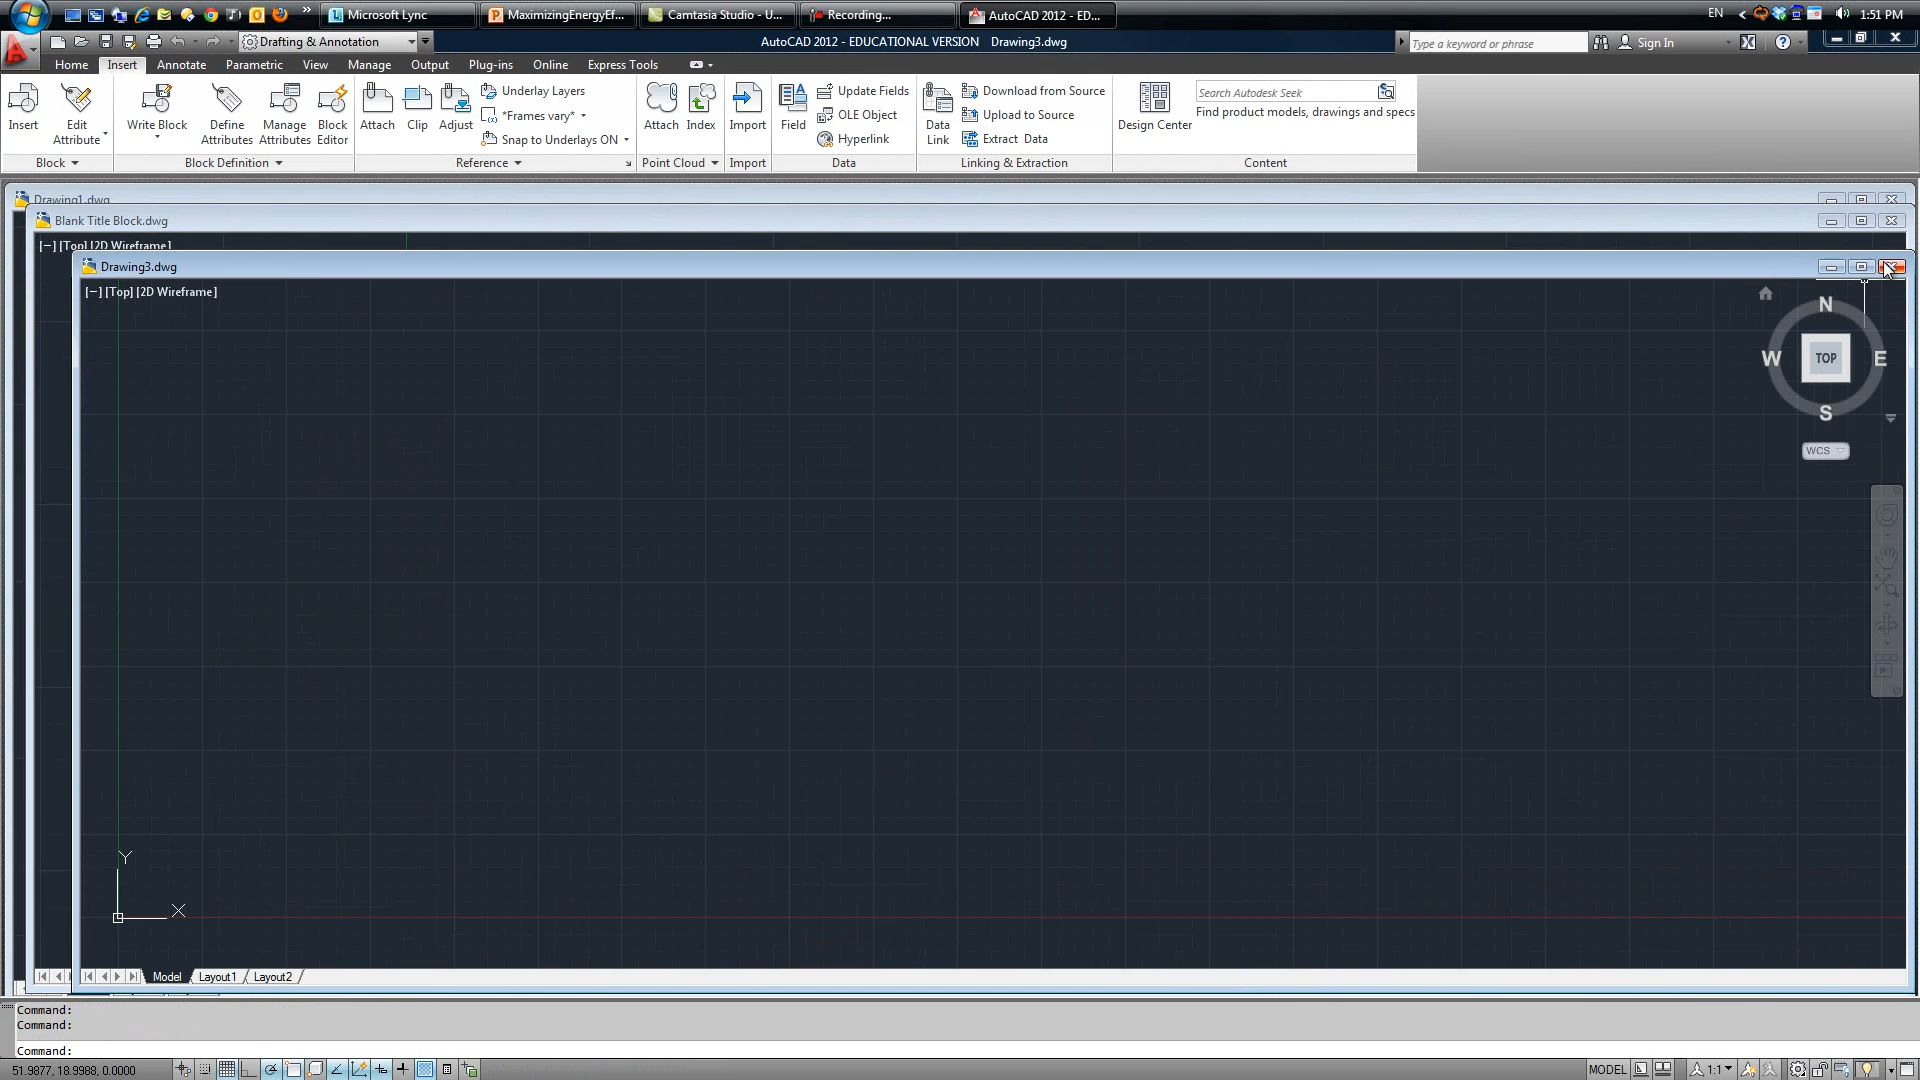 Microsoft Lync
MaximizingEnergyEf...
Camtasia Studio - U...
Recording...
AutoCAD 2012 - ED...
EN
1:51 PM
Drafting & Annotation
AutoCAD 2012 - EDUCATIONAL VERSION Drawing3.dwg
Type a keyword or phrase
Sign In
Home Insert Annotate Parametric View Manage Output Plug-ins Online Express Tools
Insert
Edit Attribute
Write Block
Define Attributes
Manage Attributes
Block Editor
Attach
Clip
Adjust
Underlay Layers
*Frames vary*
Snap to Underlays ON
Attach
Index
Import
Field
Update Fields
OLE Object
Hyperlink
Data Link
Download from Source
Upload to Source
Extract Data
Design Center
Search Autodesk Seek
Find product models, drawings and specs
Block
Block Definition
Reference
Point Cloud
Import
Data
Linking & Extraction
Content
Drawing1.dwg
Blank Title Block.dwg
[−] [Top] [2D Wireframe]
Drawing3.dwg
[−] [Top] [2D Wireframe]
N
W TOP E
S
WCS
Y
X
Model Layout1 Layout2
Command:
Command:
Command:
51.9877, 18.9988, 0.0000
MODEL
1:1